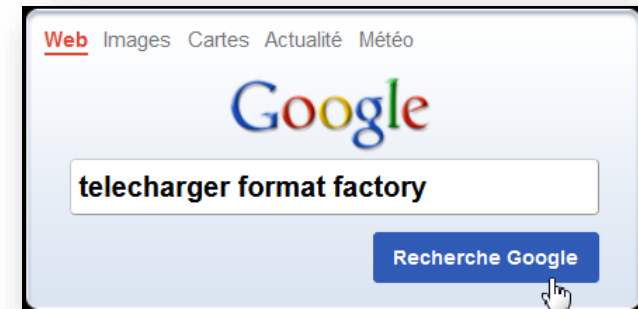 Web Images Cartes Actualité Météo
Google
telecharger format factory
Recherche Google